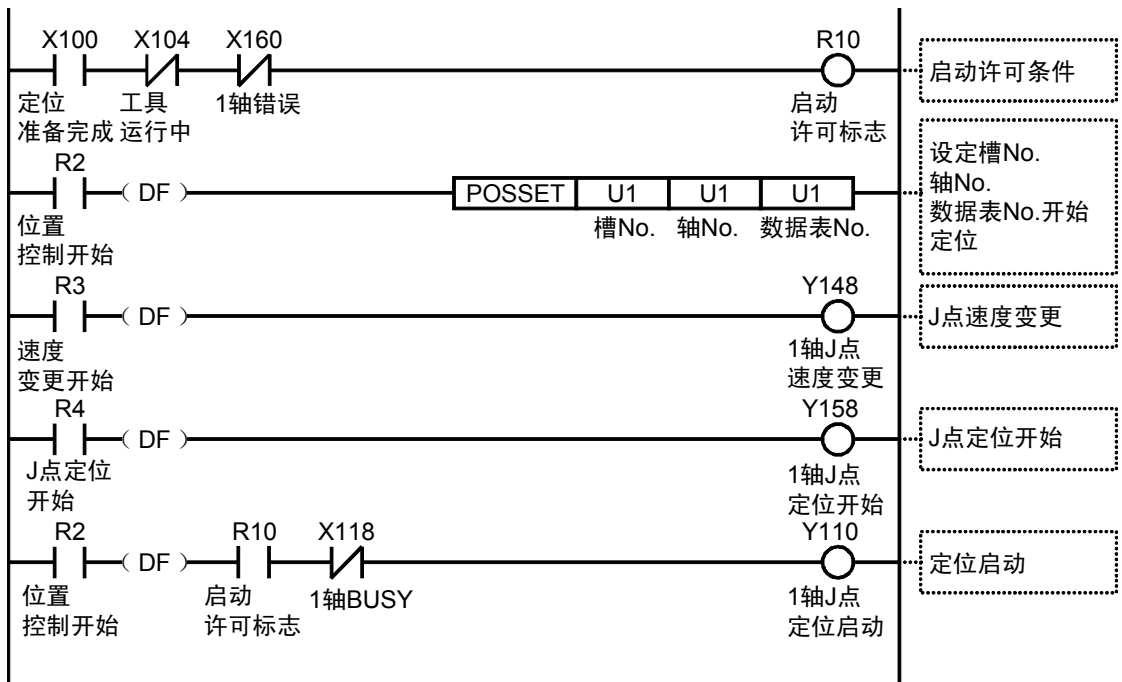 X100 X104 X160 R10
定位 工具 1轴错误 启动
准备完成 运行中 许可标志
启动许可条件
R2
( DF ) POSSET U1 U1 U1
位置 槽No. 轴No. 数据表No.
控制开始
设定槽No.
轴No.
数据表No.开始
定位
R3 Y148
( DF )
速度 1轴J点
变更开始 速度变更
J点速度变更
R4 Y158
( DF )
J点定位 1轴J点
开始 定位开始
J点定位开始
R2 R10 X118 Y110
( DF )
位置 启动 1轴BUSY 1轴J点
控制开始 许可标志 定位启动
定位启动